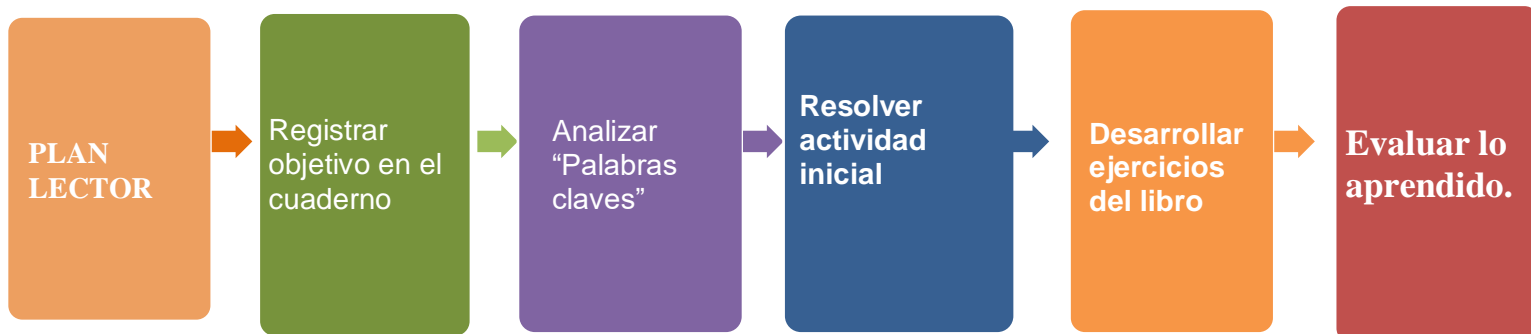 PLAN
LECTOR
Registrar
objetivo en el
cuaderno
Analizar
“Palabras
claves”
Resolver
actividad
inicial
Desarrollar
ejercicios
del libro
Evaluar lo
aprendido.